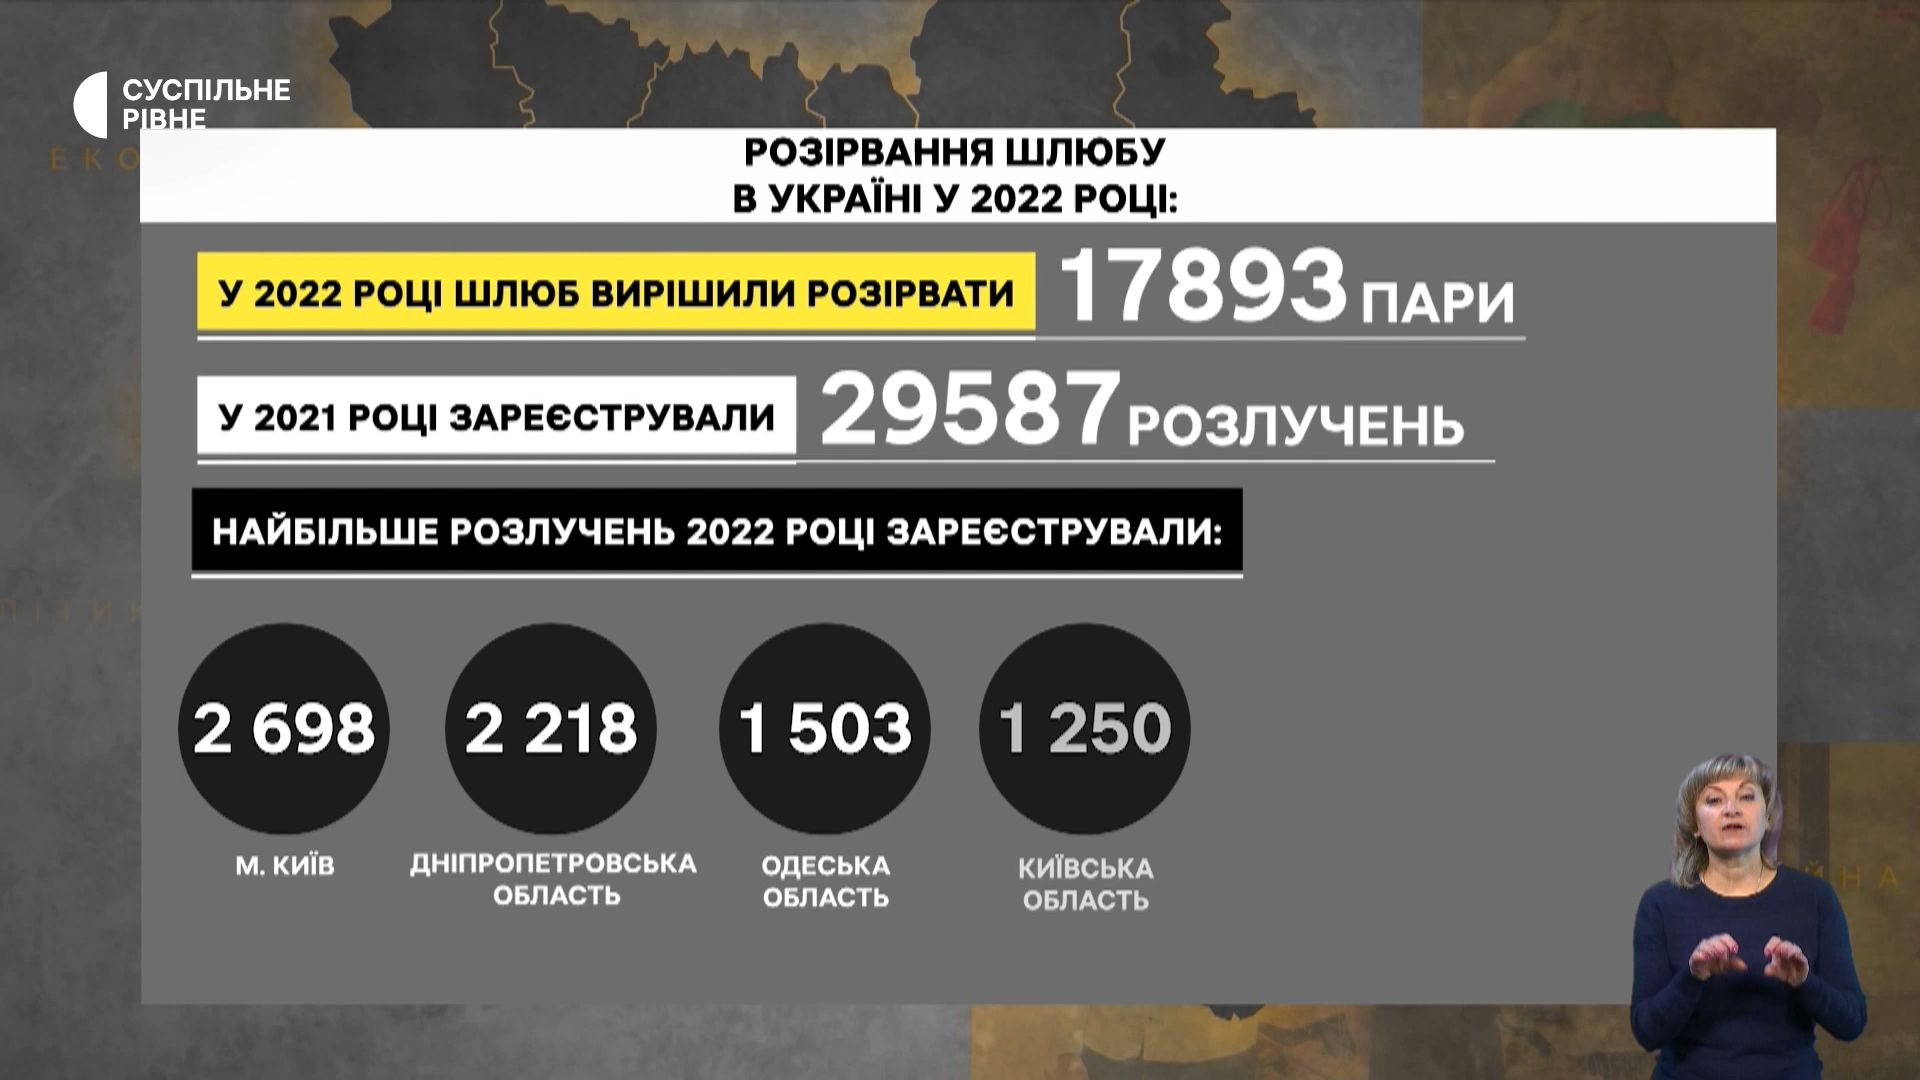 СУСПІЛЬНЕ
РІВНЕ
ЕКО
РОЗІРВАННЯ ШЛЮБУ
В УКРАЇНІ У 2022 РОЦІ:
У 2022 РОЦІ ШЛЮБ ВИРІШИЛИ РОЗІРВАТИ 17893 ПАРИ
У 2021 РОЦІ ЗАРЕЄСТРУВАЛИ 29587 РОЗЛУЧЕНЬ
НАЙБІЛЬШЕ РОЗЛУЧЕНЬ 2022 РОЦІ ЗАРЕЄСТРУВАЛИ:
2 698 2 218 1 503 1 250
М. КИЇВ ДНІПРОПЕТРОВСЬКА ОДЕСЬКА КИЇВСЬКА
ОБЛАСТЬ ОБЛАСТЬ ОБЛАСТЬ